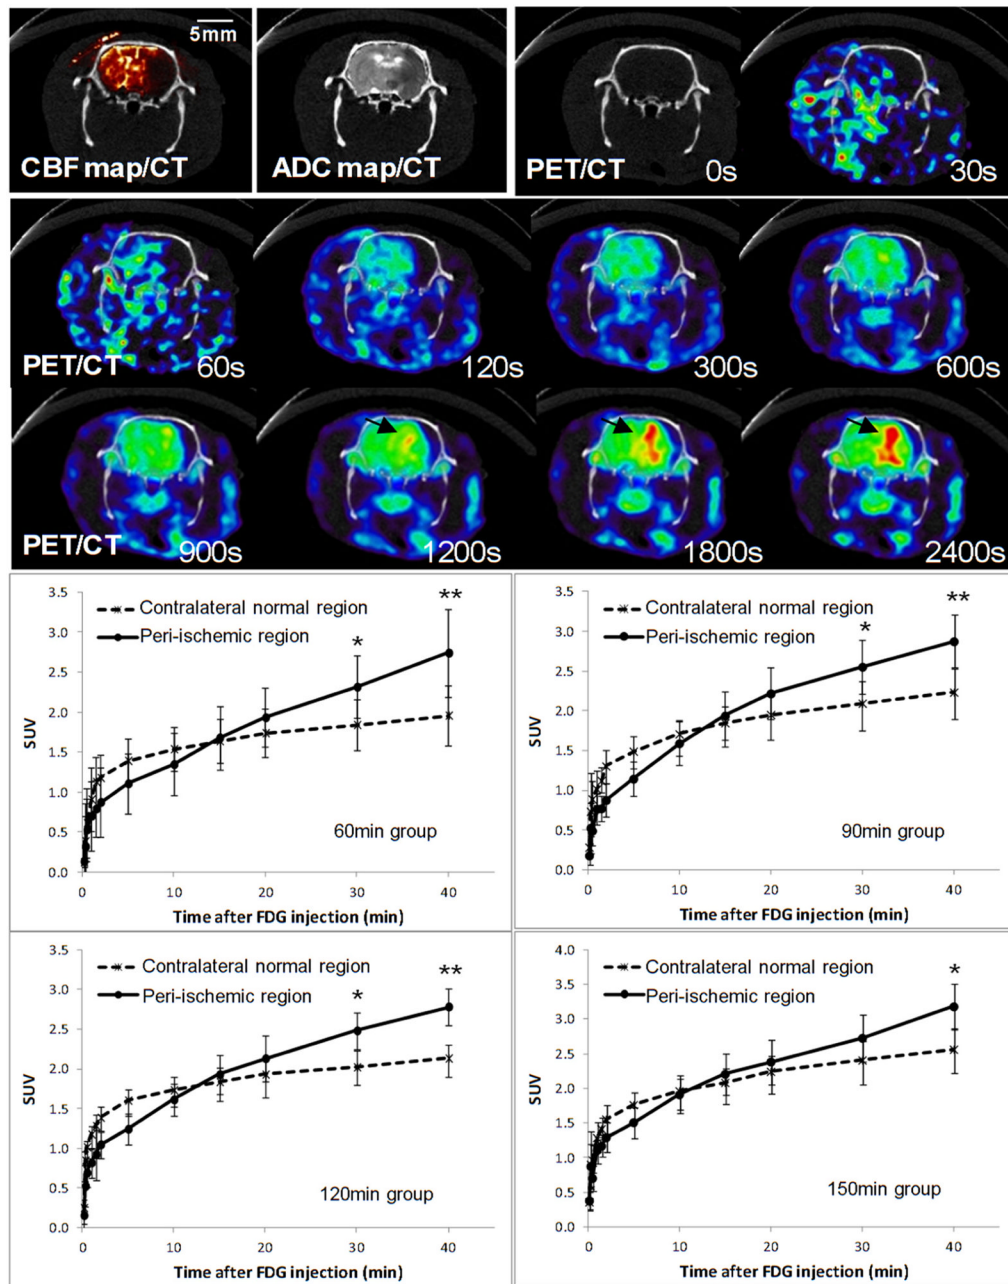 5mm
CBF map/CT
ADC map/CT
PET/CT
0s
30s
PET/CT
60s
120s
300s
600s
PET/CT
900s
1200s
1800s
2400s
3.5
3.0
2.5
2.0
1.5
1.0
0.5
0.0
SUV
Contralateral normal region
Peri-ischemic region
*
**
60min group
0 10 20 30 40
Time after FDG injection (min)
3.5
3.0
2.5
2.0
1.5
1.0
0.5
0.0
SUV
Contralateral normal region
Peri-ischemic region
*
**
90min group
0 10 20 30 40
Time after FDG injection (min)
3.5
3.0
2.5
2.0
1.5
1.0
0.5
0.0
SUV
Contralateral normal region
Peri-ischemic region
*
**
120min group
0 10 20 30 40
Time after FDG injection (min)
4.0
3.5
3.0
2.5
2.0
1.5
1.0
0.5
0.0
SUV
Contralateral normal region
Peri-ischemic region
*
150min group
0 10 20 30 40
Time after FDG injection (min)